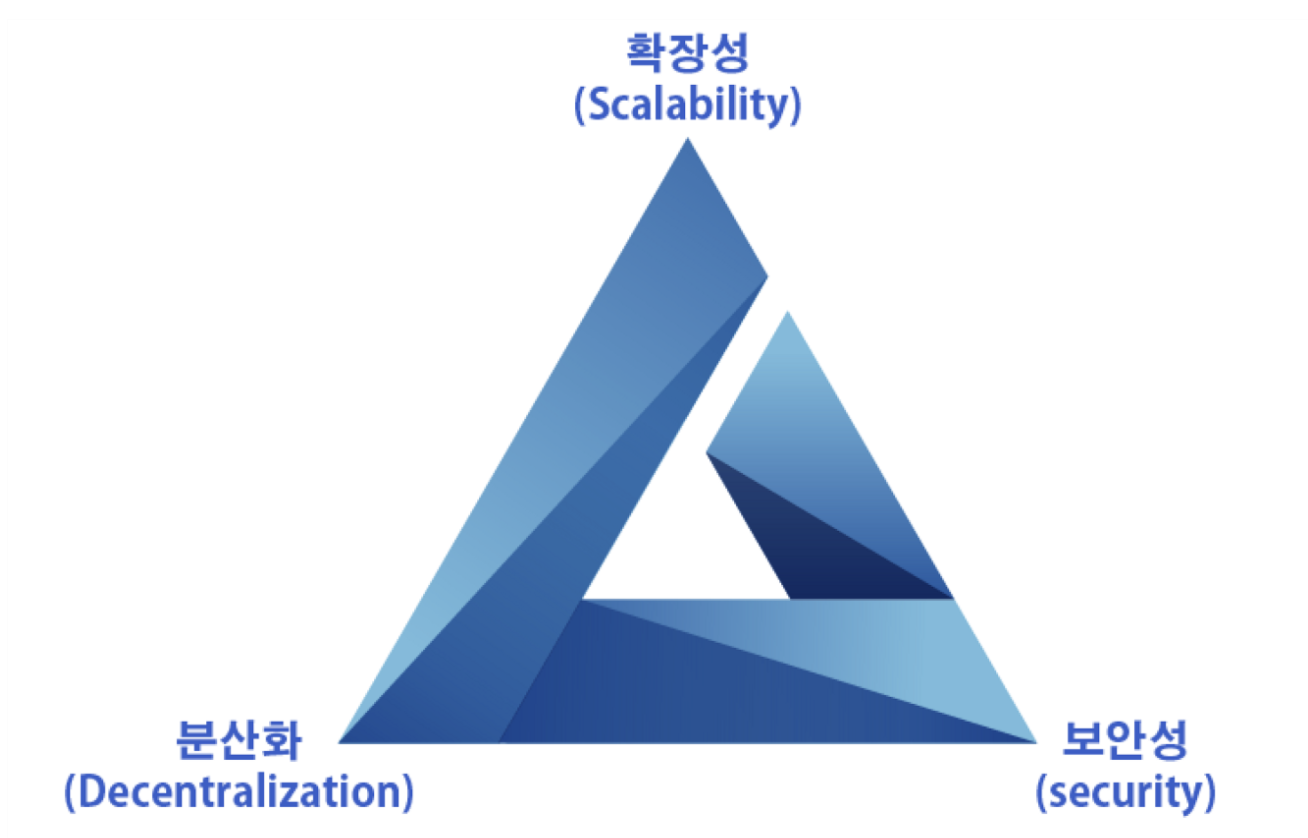 확장성
(Scalability)
분산화
(Decentralization)
보안성
(security)